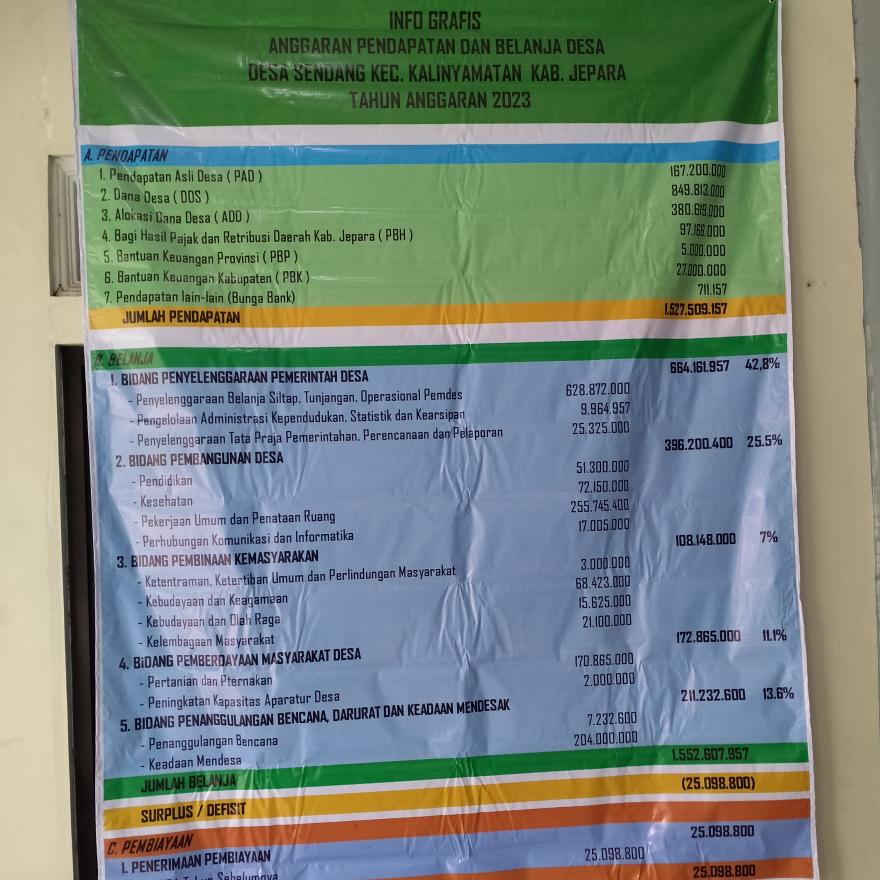 INFO GRAFIS
ANGGARAN PENDAPATAN DAN BELANJA DESA
DESA SENDANG KEC. KALINYAMATAN KAB. JEPARA
TAHUN ANGGARAN 2023
A. PENDAPATAN
1. Pendapatan Asli Desa ( PAD ) 167.200.000
2. Dana Desa ( DDS ) 849.813.000
3. Alokasi Dana Desa ( ADD ) 380.619.000
4. Bagi Hasil Pajak dan Retribusi Daerah Kab. Jepara ( PBH ) 97.166.000
5. Bantuan Keuangan Provinsi ( PBP ) 5.000.000
6. Bantuan Keuangan Kabupaten ( PBK ) 27.000.000
7. Pendapatan lain-lain (Bunga Bank) 711.157
JUMLAH PENDAPATAN 1.527.509.157
B. BELANJA
1. BIDANG PENYELENGGARAAN PEMERINTAH DESA 664.161.957 42,8%
- Penyelenggaraan Belanja Siltap, Tunjangan, Operasional Pemdes 628.872.000
- Pengelolaan Administrasi Kependudukan, Statistik dan Kearsipan 9.964.957
- Penyelenggaraan Tata Praja Pemerintahan, Perencanaan dan Pelaporan 25.325.000
2. BIDANG PEMBANGUNAN DESA 396.200.400 25.5%
- Pendidikan 51.300.000
- Kesehatan 72.150.000
- Pekerjaan Umum dan Penataan Ruang 255.745.400
- Perhubungan Komunikasi dan Informatika 17.005.000
3. BIDANG PEMBINAAN KEMASYARAKAN 108.148.000 7%
- Ketentraman, Ketertiban Umum dan Perlindungan Masyarakat 3.000.000
- Kebudayaan dan Keagamaan 68.423.000
- Kebudayaan dan Olah Raga 15.625.000
- Kelembagaan Masyarakat 21.100.000
4. BiDANG PEMBERDAYAAN MASYARAKAT DESA 172.865.000 11.1%
- Pertanian dan Pternakan 170.865.000
- Peningkatan Kapasitas Aparatur Desa 2.000.000
5. BIDANG PENANGGULANGAN BENCANA, DARURAT DAN KEADAAN MENDESAK 211.232.600 13.6%
- Penanggulangan Bencana 7.232.600
- Keadaan Mendesa 204.000.000
JUMLAH BELANJA 1.552.607.957
SURPLUS / DEFISIT (25.098.800)
C. PEMBIAYAAN
1. PENERIMAAN PEMBIAYAAN 25.098.800
Tahun Sebelumnya 25.098.800
25.098.800